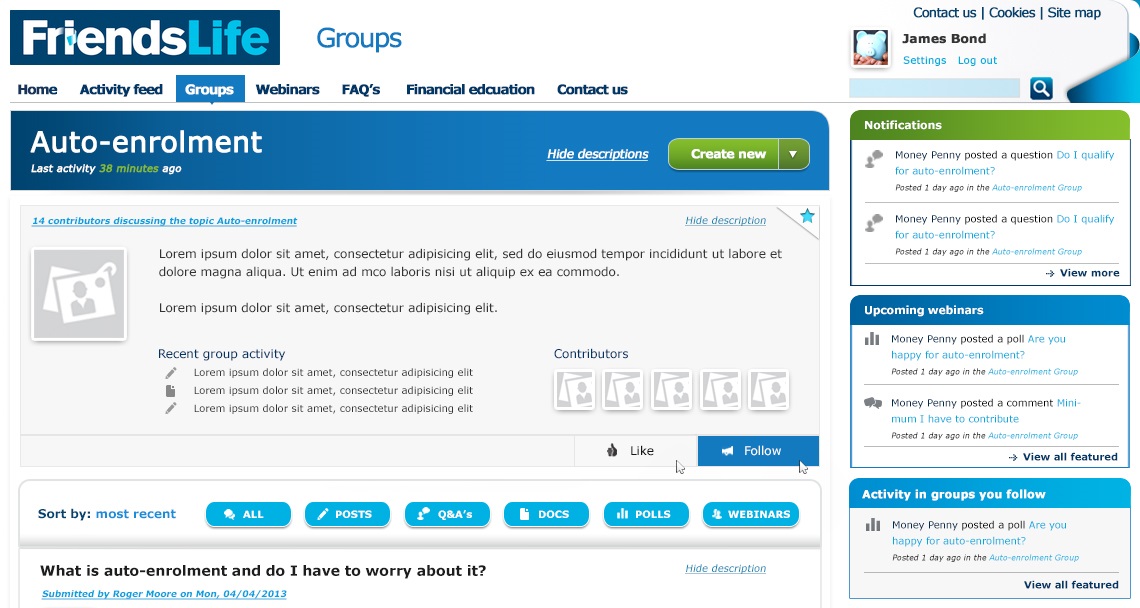 FriendsLife
Groups
Contact us | Cookies | Site map
James Bond
Settings Log out
Home Activity feed Groups Webinars FAQ's Financial edcuation Contact us
Auto-enrolment
Last activity 38 minutes ago
Hide descriptions
Create new
14 contributors discussing the topic Auto-enrolment
Hide description
Lorem ipsum dolor sit amet, consectetur adipisicing elit, sed do eiusmod tempor incididunt ut labore et
dolore magna aliqua. Ut enim ad mco laboris nisi ut aliquip ex ea commodo.
Lorem ipsum dolor sit amet, consectetur adipisicing elit.
Recent group activity
Lorem ipsum dolor sit amet, consectetur adipisicing elit
Lorem ipsum dolor sit amet, consectetur adipisicing elit
Lorem ipsum dolor sit amet, consectetur adipisicing elit
Contributors
Like
Follow
Sort by: most recent
ALL
POSTS
Q&A's
DOCS
POLLS
WEBINARS
What is auto-enrolment and do I have to worry about it?
Hide description
Submitted by Roger Moore on Mon, 04/04/2013
Notifications
Money Penny posted a question Do I qualify
for auto-enrolment?
Posted 1 day ago in the Auto-enrolment Group
Money Penny posted a question Do I qualify
for auto-enrolment?
Posted 1 day ago in the Auto-enrolment Group
View more
Upcoming webinars
Money Penny posted a poll Are you
happy for auto-enrolment?
Posted 1 day ago in the Auto-enrolment Group
Money Penny posted a comment Mini-
mum I have to contribute
Posted 1 day ago in the Auto-enrolment Group
View all featured
Activity in groups you follow
Money Penny posted a poll Are you
happy for auto-enrolment?
Posted 1 day ago in the Auto-enrolment Group
View all featured